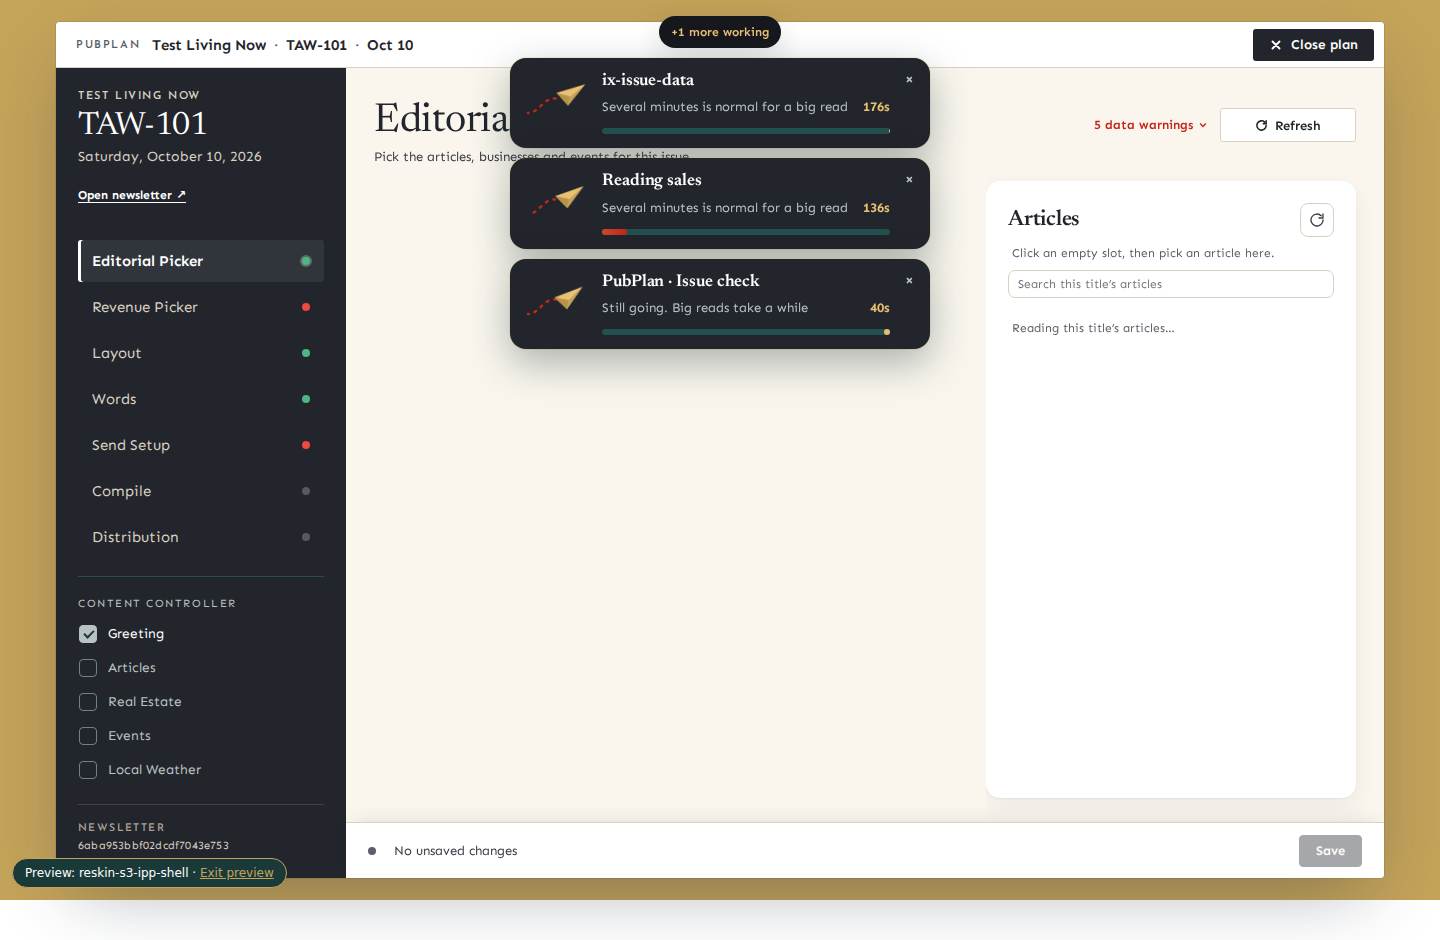 PUBPLAN Test Living Now · TAW-101 · Oct 10
+1 more working
× Close plan
TEST LIVING NOW
TAW-101
Saturday, October 10, 2026
Open newsletter ↗
Editorial Picker
Revenue Picker
Layout
Words
Send Setup
Compile
Distribution
CONTENT CONTROLLER
Greeting
Articles
Real Estate
Events
Local Weather
NEWSLETTER
6aba953bbf02dcdf7043e753
Preview: reskin-s3-ipp-shell · Exit preview
Editoria
Pick the articles, businesses and events for this issue
ix-issue-data ×
Several minutes is normal for a big read 176s
Reading sales ×
Several minutes is normal for a big read 136s
PubPlan · Issue check ×
Still going. Big reads take a while 40s
5 data warnings
Refresh
Articles
Click an empty slot, then pick an article here.
Search this title's articles
Reading this title's articles...
No unsaved changes
Save